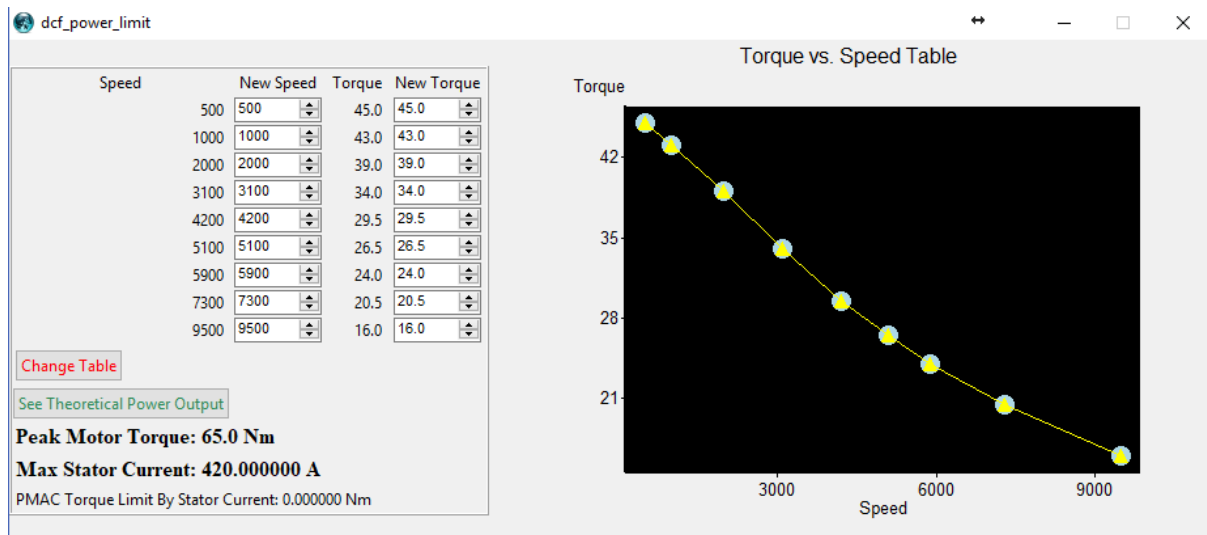 dcf_power_limit
Speed New Speed Torque New Torque
500 500 45.0 45.0
1000 1000 43.0 43.0
2000 2000 39.0 39.0
3100 3100 34.0 34.0
4200 4200 29.5 29.5
5100 5100 26.5 26.5
5900 5900 24.0 24.0
7300 7300 20.5 20.5
9500 9500 16.0 16.0
Change Table
See Theoretical Power Output
Peak Motor Torque: 65.0 Nm
Max Stator Current: 420.000000 A
PMAC Torque Limit By Stator Current: 0.000000 Nm
Torque vs. Speed Table
Torque
42
35
28
21
3000 6000 9000
Speed